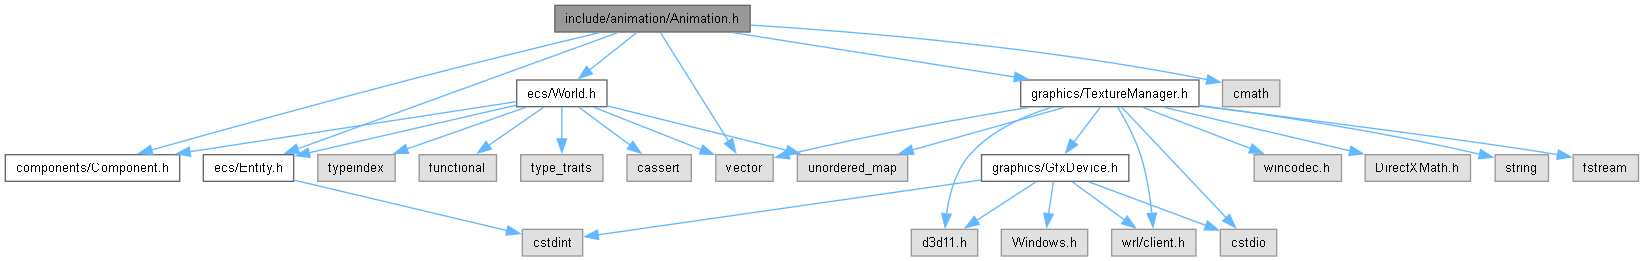 include/animation/Animation.h
ecs/World.h
graphics/TextureManager.h
cmath
components/Component.h
ecs/Entity.h
typeindex
functional
type_traits
cassert
vector
unordered_map
graphics/GfxDevice.h
wincodec.h
DirectXMath.h
string
fstream
cstdint
d3d11.h
Windows.h
wrl/client.h
cstdio